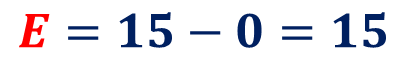 E = 15 − 0 = 15